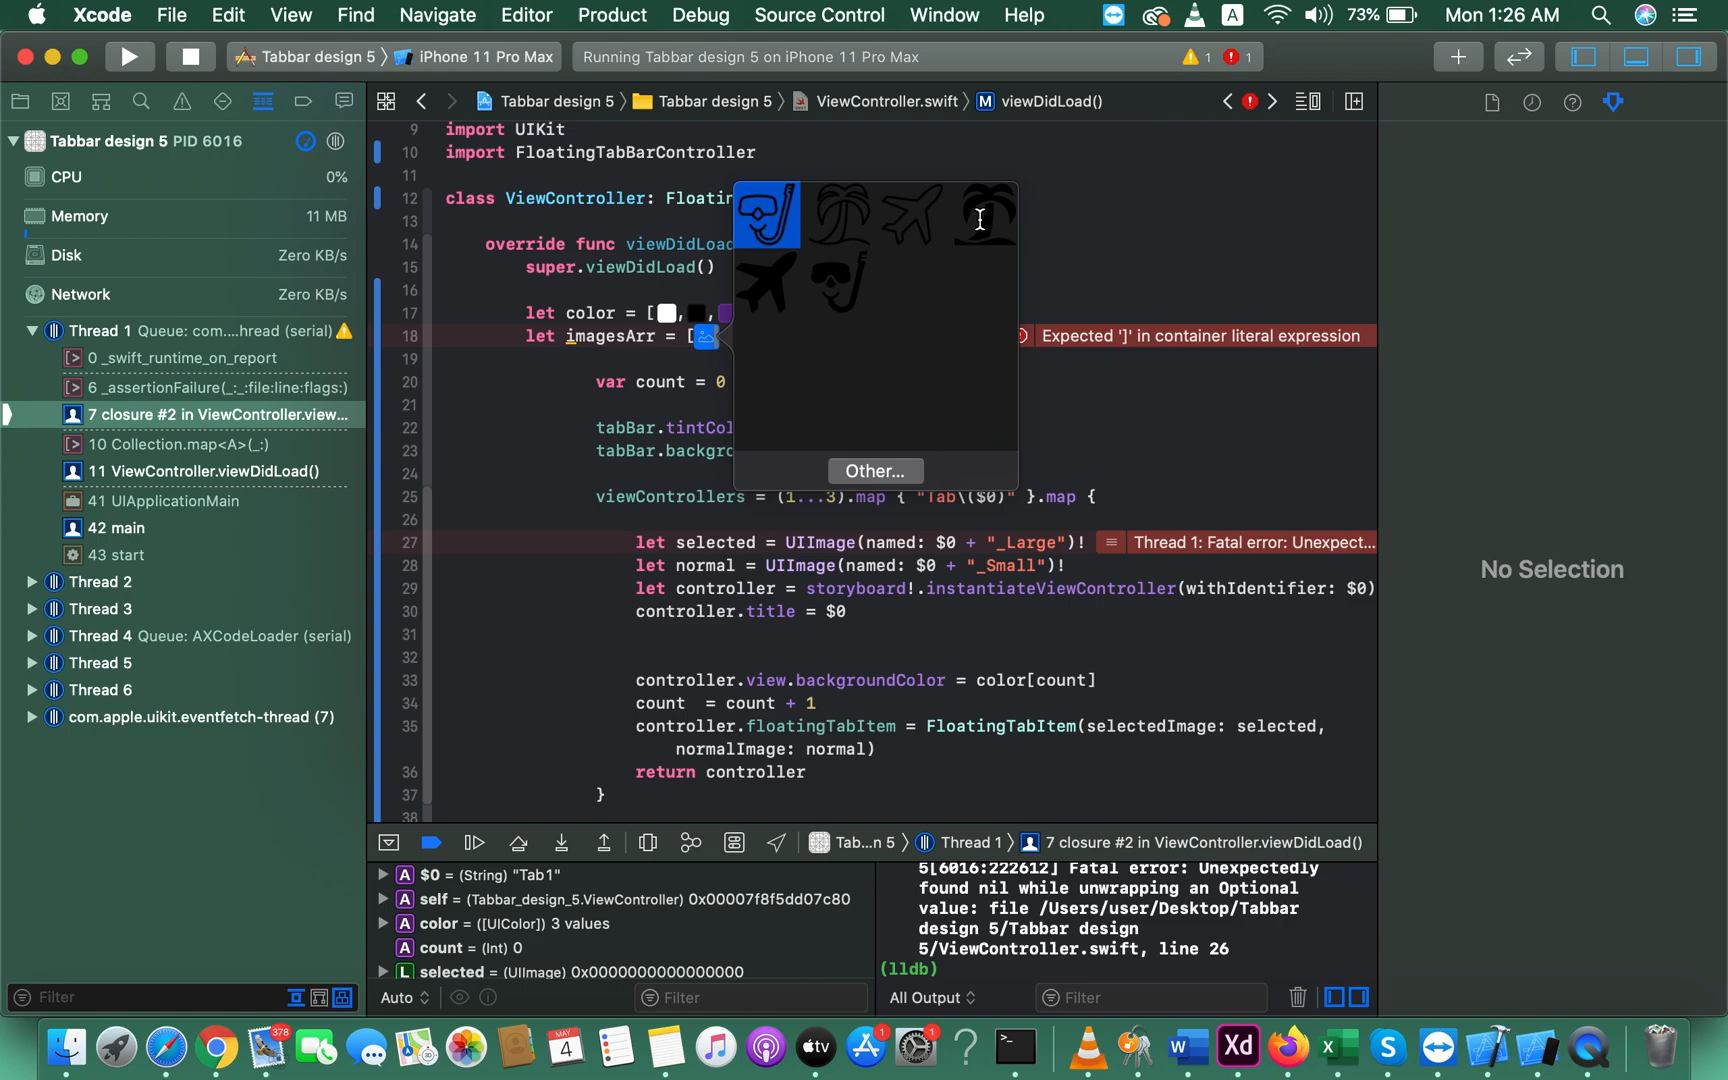 Xcode File Edit View Find Navigate Editor Product Debug Source Control Window Help A 73% Mon 1:26 AM
Tabbar design 5 iPhone 11 Pro Max Running Tabbar design 5 on iPhone 11 Pro Max 1 1
Tabbar design 5 Tabbar design 5 ViewController.swift M viewDidLoad()
Tabbar design 5 PID 6016
CPU 0%
Memory 11 MB
Disk Zero KB/s
Network Zero KB/s
Thread 1 Queue: com....hread (serial)
0 _swift_runtime_on_report
6 _assertionFailure(_:_:file:line:flags:)
7 closure #2 in ViewController.view...
10 Collection.map<A>(_:)
11 ViewController.viewDidLoad()
41 UIApplicationMain
42 main
43 start
Thread 2
Thread 3
Thread 4 Queue: AXCodeLoader (serial)
Thread 5
Thread 6
com.apple.uikit.eventfetch-thread (7)
Filter
9 import UIKit
10 import FloatingTabBarController
11
12 class ViewController: Floatin
13
14 override func viewDidLoad
15 super.viewDidLoad()
16
17 let color = [ , ,
18 let imagesArr = [ Expected ']' in container literal expression
19
20 var count = 0
21
22 tabBar.tintCol
23 tabBar.backgro
24
Other...
25 viewControllers = (1...3).map { "Tab\($0)" }.map {
26
27 let selected = UIImage(named: $0 + "_Large")! Thread 1: Fatal error: Unexpect...
28 let normal = UIImage(named: $0 + "_Small")!
29 let controller = storyboard!.instantiateViewController(withIdentifier: $0)
30 controller.title = $0
31
32
33 controller.view.backgroundColor = color[count]
34 count = count + 1
35 controller.floatingTabItem = FloatingTabItem(selectedImage: selected,
normalImage: normal)
36 return controller
37 }
38
No Selection
Tab...n 5 Thread 1 7 closure #2 in ViewController.viewDidLoad()
A $0 = (String) "Tab1"
A self = (Tabbar_design_5.ViewController) 0x00007f8f5dd07c80
A color = ([UIColor]) 3 values
A count = (Int) 0
L selected = (UIImage) 0x0000000000000000
Auto Filter
5[6016:222612] Fatal error: Unexpectedly
found nil while unwrapping an Optional
value: file /Users/user/Desktop/Tabbar
design 5/Tabbar design
5/ViewController.swift, line 26
(lldb)
All Output Filter
378 MAY 4 tv 1 1 ? >_ W Xd X S